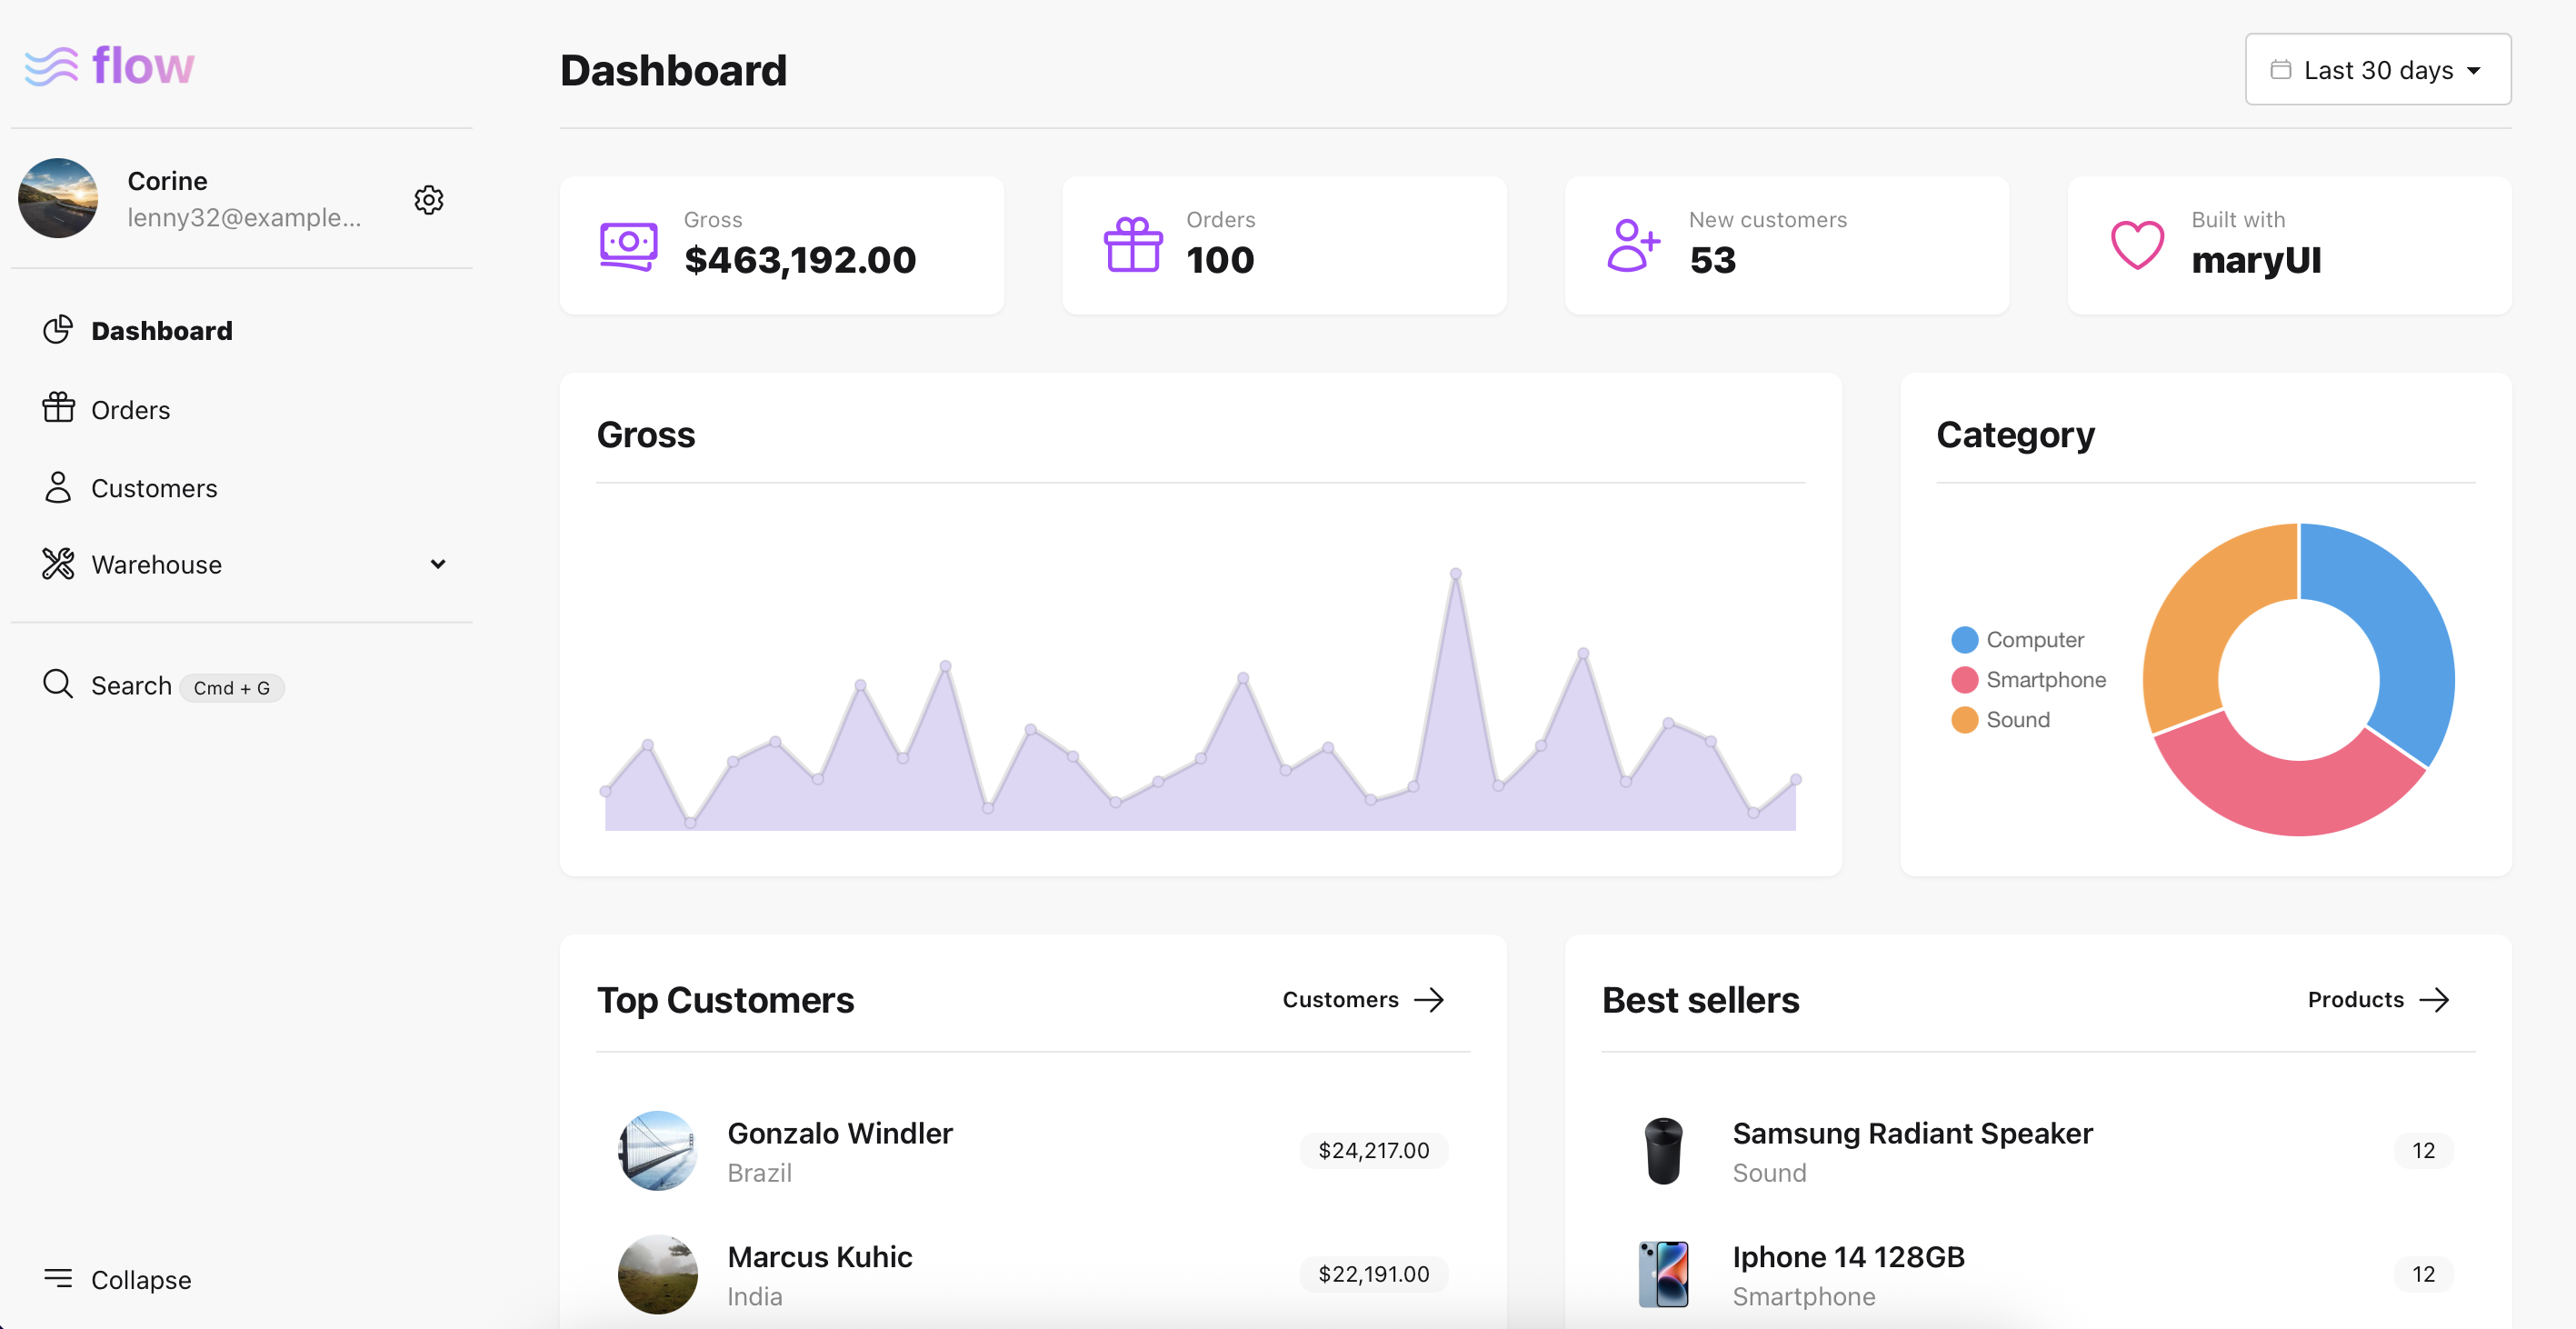 flow
Corine
lenny32@example...
Dashboard
Orders
Customers
Warehouse
Search Cmd + G
Collapse
Dashboard
Last 30 days
Gross
$463,192.00
Orders
100
New customers
53
Built with
maryUI
Gross
Category
Computer
Smartphone
Sound
Top Customers
Customers
Gonzalo Windler
Brazil
$24,217.00
Marcus Kuhic
India
$22,191.00
Best sellers
Products
Samsung Radiant Speaker
Sound
12
Iphone 14 128GB
Smartphone
12